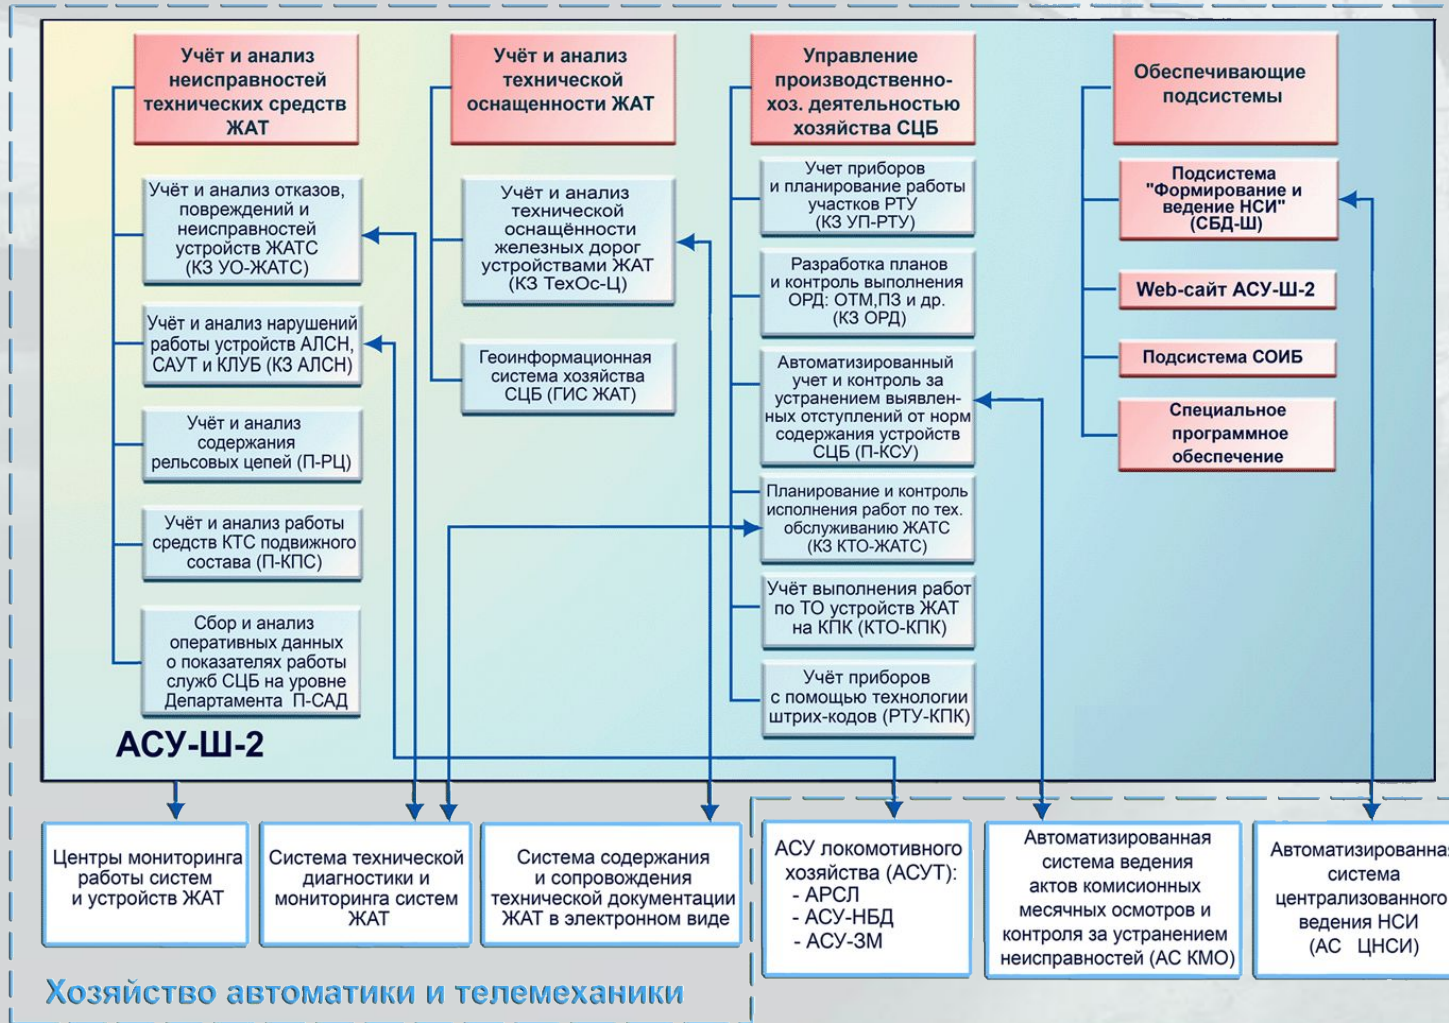 Учёт и анализ
неисправностей
технических средств
ЖАТ
Учёт и анализ отказов,
повреждений и
неисправностей
устройств ЖАТС
(КЗ УО-ЖАТС)
Учёт и анализ нарушений
работы устройств АЛСН,
САУТ и КЛУБ (КЗ АЛСН)
Учёт и анализ
содержания
рельсовых цепей (П-РЦ)
Учёт и анализ работы
средств КТС подвижного
состава (П-КПС)
Сбор и анализ
оперативных данных
о показателях работы
служб СЦБ на уровне
Департамента П-САД
Учёт и анализ
технической
оснащенности ЖАТ
Учёт и анализ
технической
оснащённости
железных дорог
устройствами ЖАТ
(КЗ ТехОс-Ц)
Геоинформационная
система хозяйства
СЦБ (ГИС ЖАТ)
Управление
производственно-
хоз. деятельностью
хозяйства СЦБ
Учет приборов
и планирование работы
участков РТУ
(КЗ УП-РТУ)
Разработка планов
и контроль выполнения
ОРД: ОТМ,ПЗ и др.
(КЗ ОРД)
Автоматизированный
учет и контроль за
устранением выявлен-
ных отступлений от норм
содержания устройств
СЦБ (П-КСУ)
Планирование и контроль
исполнения работ по тех.
обслуживанию ЖАТС
(КЗ КТО-ЖАТС)
Учёт выполнения работ
по ТО устройств ЖАТ
на КПК (КТО-КПК)
Учёт приборов
с помощью технологии
штрих-кодов (РТУ-КПК)
Обеспечивающие
подсистемы
Подсистема
"Формирование и
ведение НСИ"
(СБД-Ш)
Web-сайт АСУ-Ш-2
Подсистема СОИБ
Специальное
программное
обеспечение
АСУ-Ш-2
Центры мониторинга
работы систем
и устройств ЖАТ
Система технической
диагностики и
мониторинга систем
ЖАТ
Система содержания
и сопровождения
технической документации
ЖАТ в электронном виде
АСУ локомотивного
хозяйства (АСУТ):
- АРСЛ
- АСУ-НБД
- АСУ-ЗМ
Автоматизированная
система ведения
актов комисионных
месячных осмотров и
контроля за устранением
неисправностей (АС КМО)
Автоматизированная
система
централизованного
ведения НСИ
(АС ЦНСИ)
Хозяйство автоматики и телемеханики